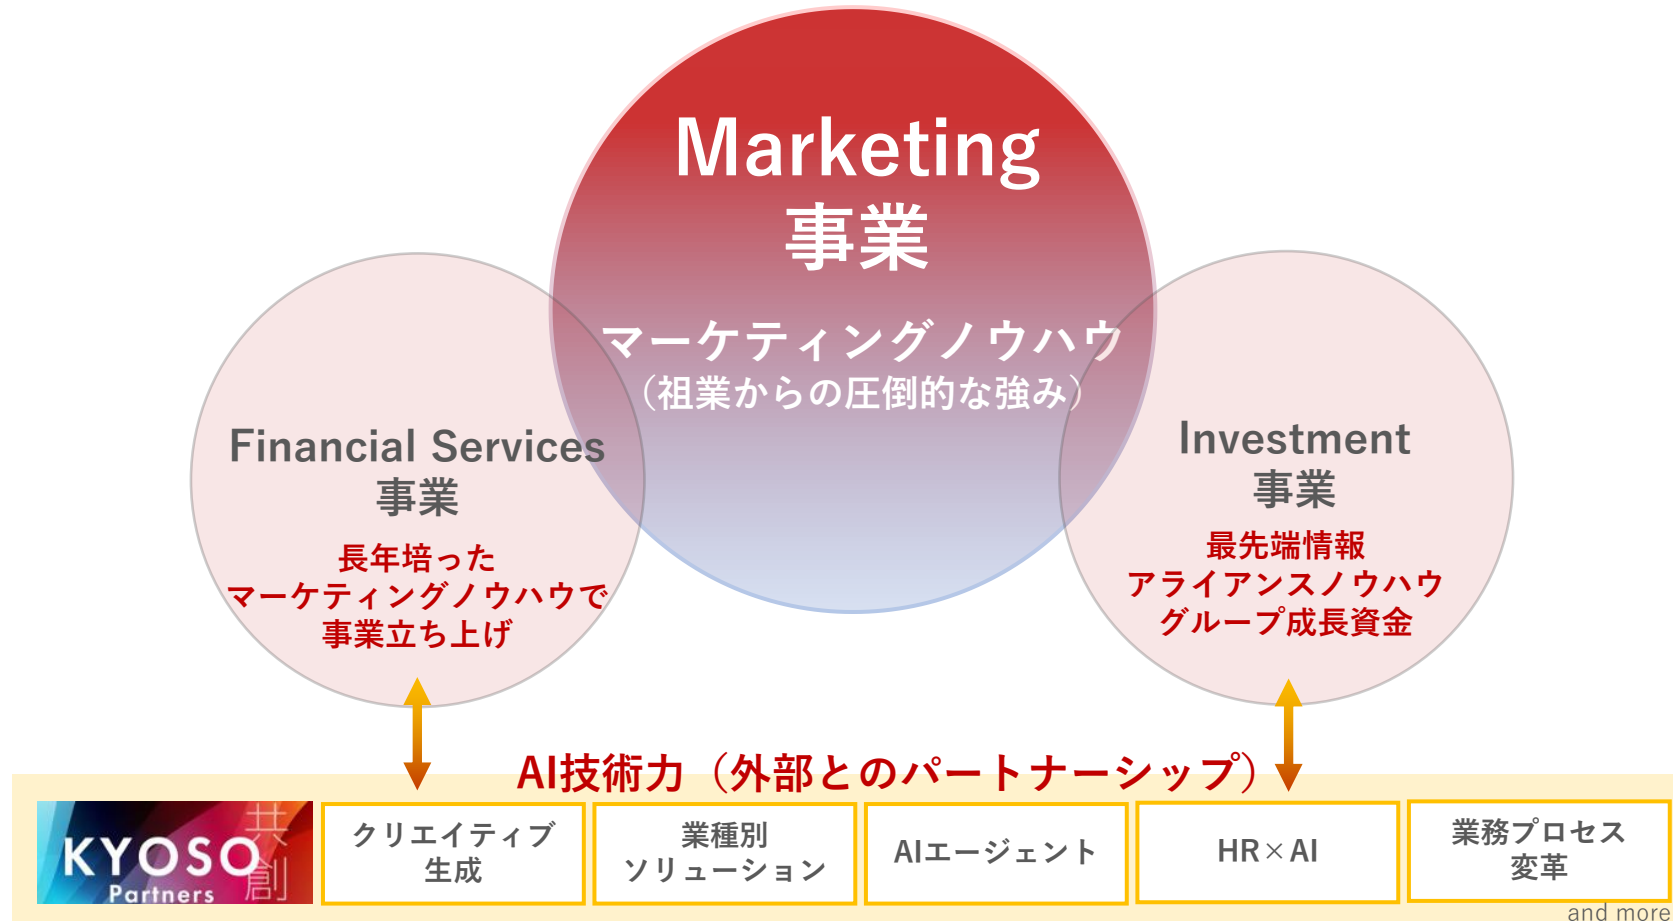 Marketing
事業
マーケティングノウハウ
（祖業からの圧倒的な強み）
Financial Services
事業
長年培った
マーケティングノウハウで
事業立ち上げ
Investment
事業
最先端情報
アライアンスノウハウ
グループ成長資金
AI技術力（外部とのパートナーシップ）
KYOSO
Partners
共創
クリエイティブ
生成
業種別
ソリューション
AIエージェント
HR×AI
業務プロセス
変革
and more